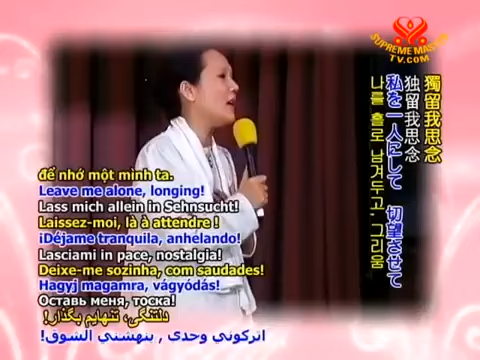 SUPREME MASTER
TV.COM
獨留我思念
独留我思念
私を一人にして 切望させて
나를 홀로 남겨두고, 그리움
để nhớ một mình ta.
Leave me alone, longing!
Lass mich allein in Sehnsucht!
Laissez-moi, là à attendre !
¡Déjame tranquila, anhelando!
Lasciami in pace, nostalgia!
Deixe-me sozinha, com saudades!
Hagyj magamra, vágyódás!
Оставь меня, тоска!
دلتنگی، تنهایم بگذار!
اتركوني وحدي , ينهشني الشوق!